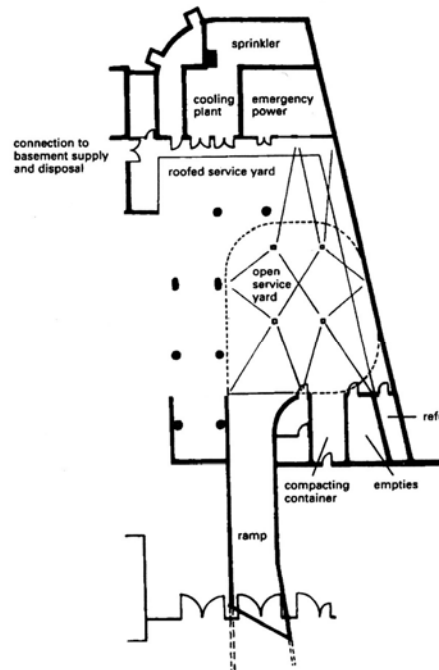 sprinkler
cooling
plant
emergency
power
connection to
basement supply
and disposal
roofed service yard
open
service
yard
ref
compacting
container
empties
ramp